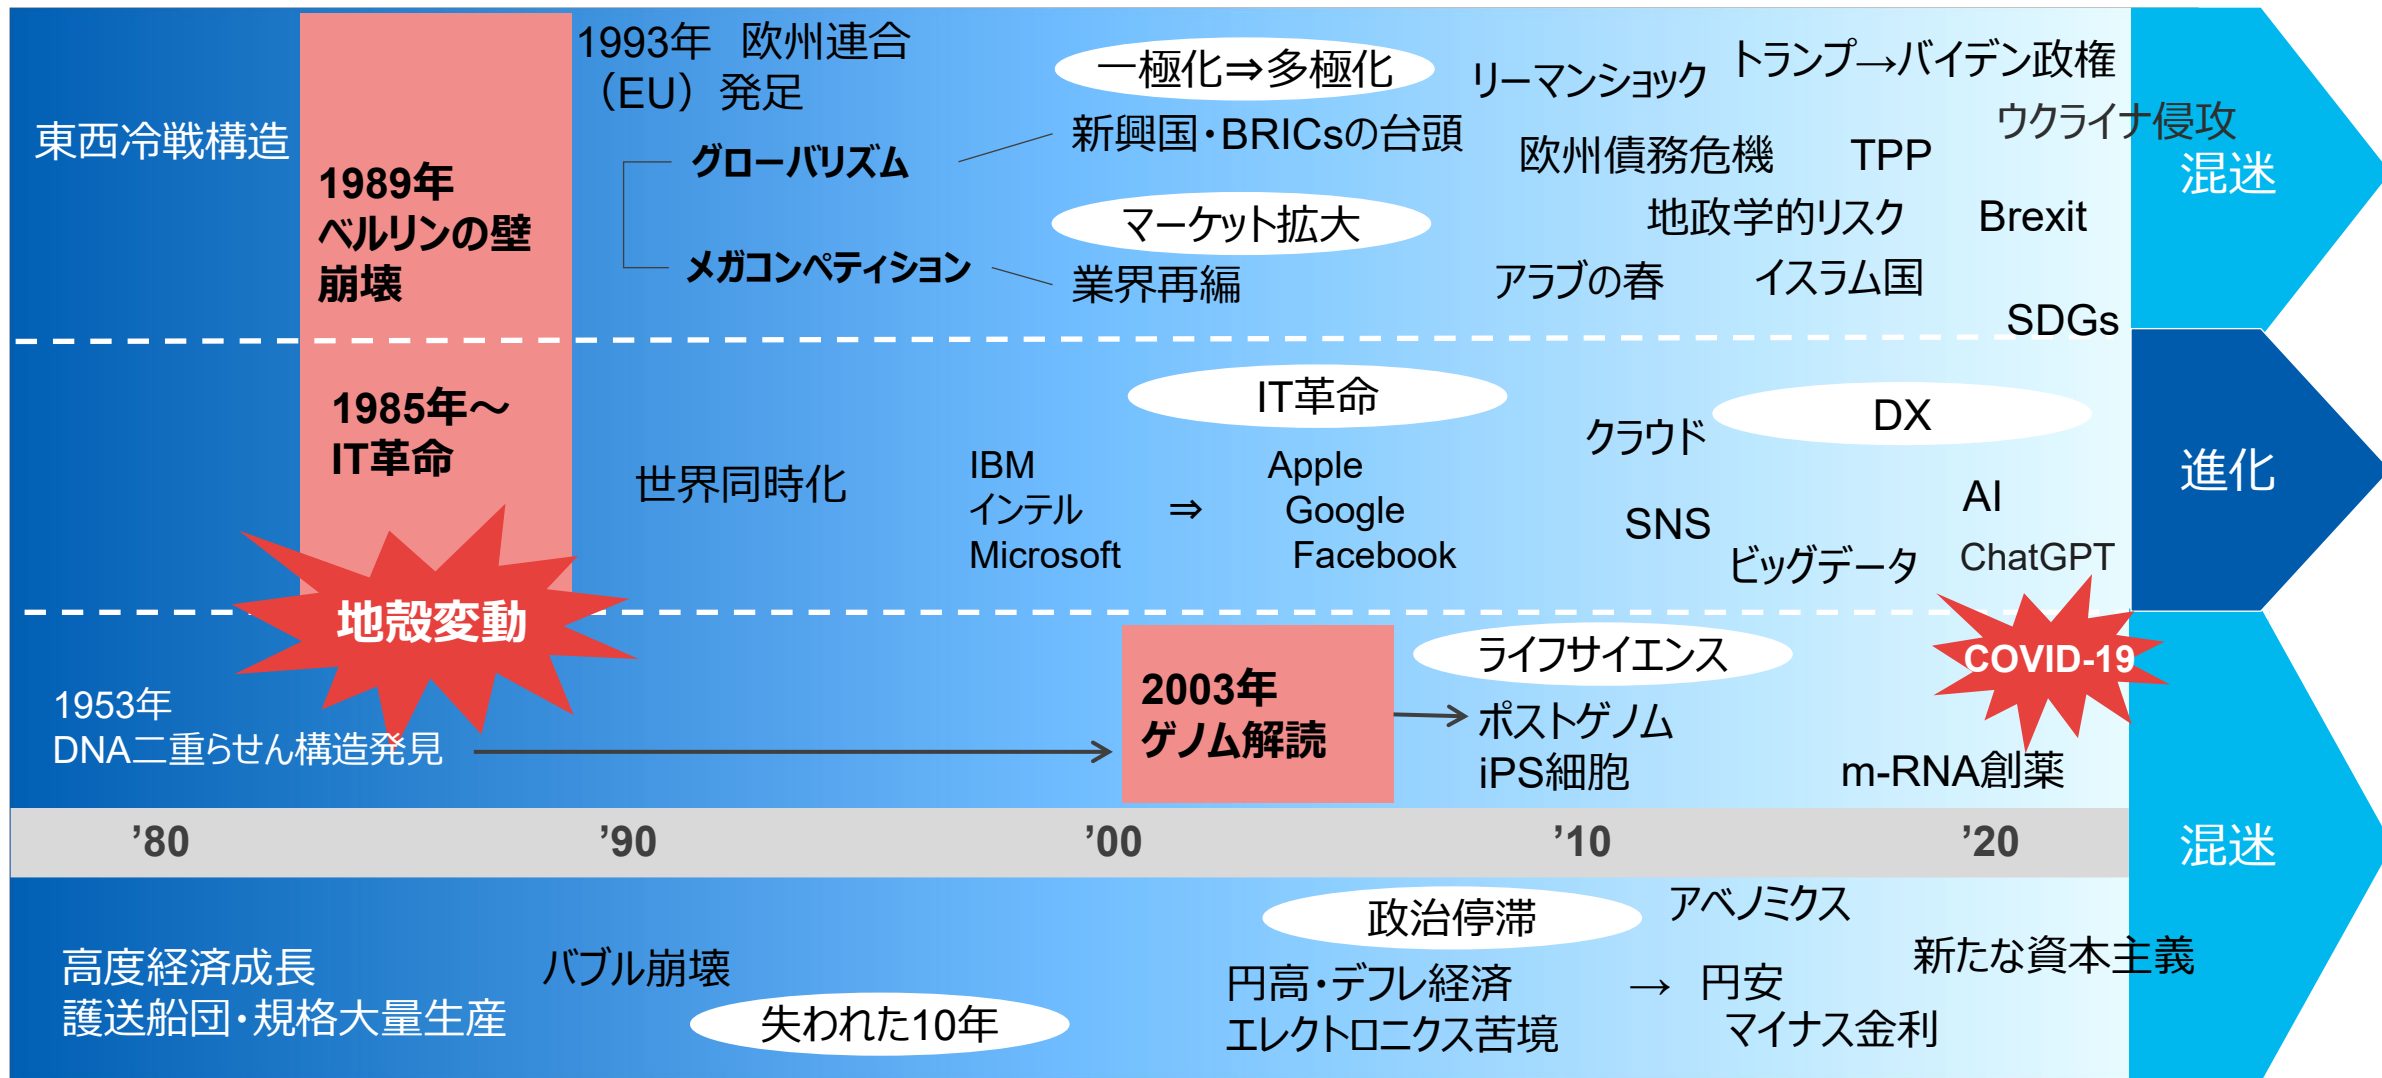 東西冷戦構造
1989年
ベルリンの壁
崩壊
1993年 欧州連合
（EU）発足
グローバリズム
メガコンペティション
一極化⇒多極化
新興国・BRICsの台頭
マーケット拡大
業界再編
リーマンショック
トランプ→バイデン政権
ウクライナ侵攻
欧州債務危機
TPP
地政学的リスク
Brexit
アラブの春
イスラム国
SDGs
混迷
1985年～
IT革命
地殻変動
世界同時化
IT革命
IBM
インテル
Microsoft
⇒
Apple
Google
Facebook
クラウド
DX
SNS
AI
ビッグデータ
ChatGPT
進化
1953年
DNA二重らせん構造発見
2003年
ゲノム解読
ライフサイエンス
ポストゲノム
iPS細胞
COVID-19
m-RNA創薬
’80
’90
’00
’10
’20
混迷
高度経済成長
護送船団・規格大量生産
バブル崩壊
失われた10年
政治停滞
円高・デフレ経済
エレクトロニクス苦境
アベノミクス
→ 円安
マイナス金利
新たな資本主義